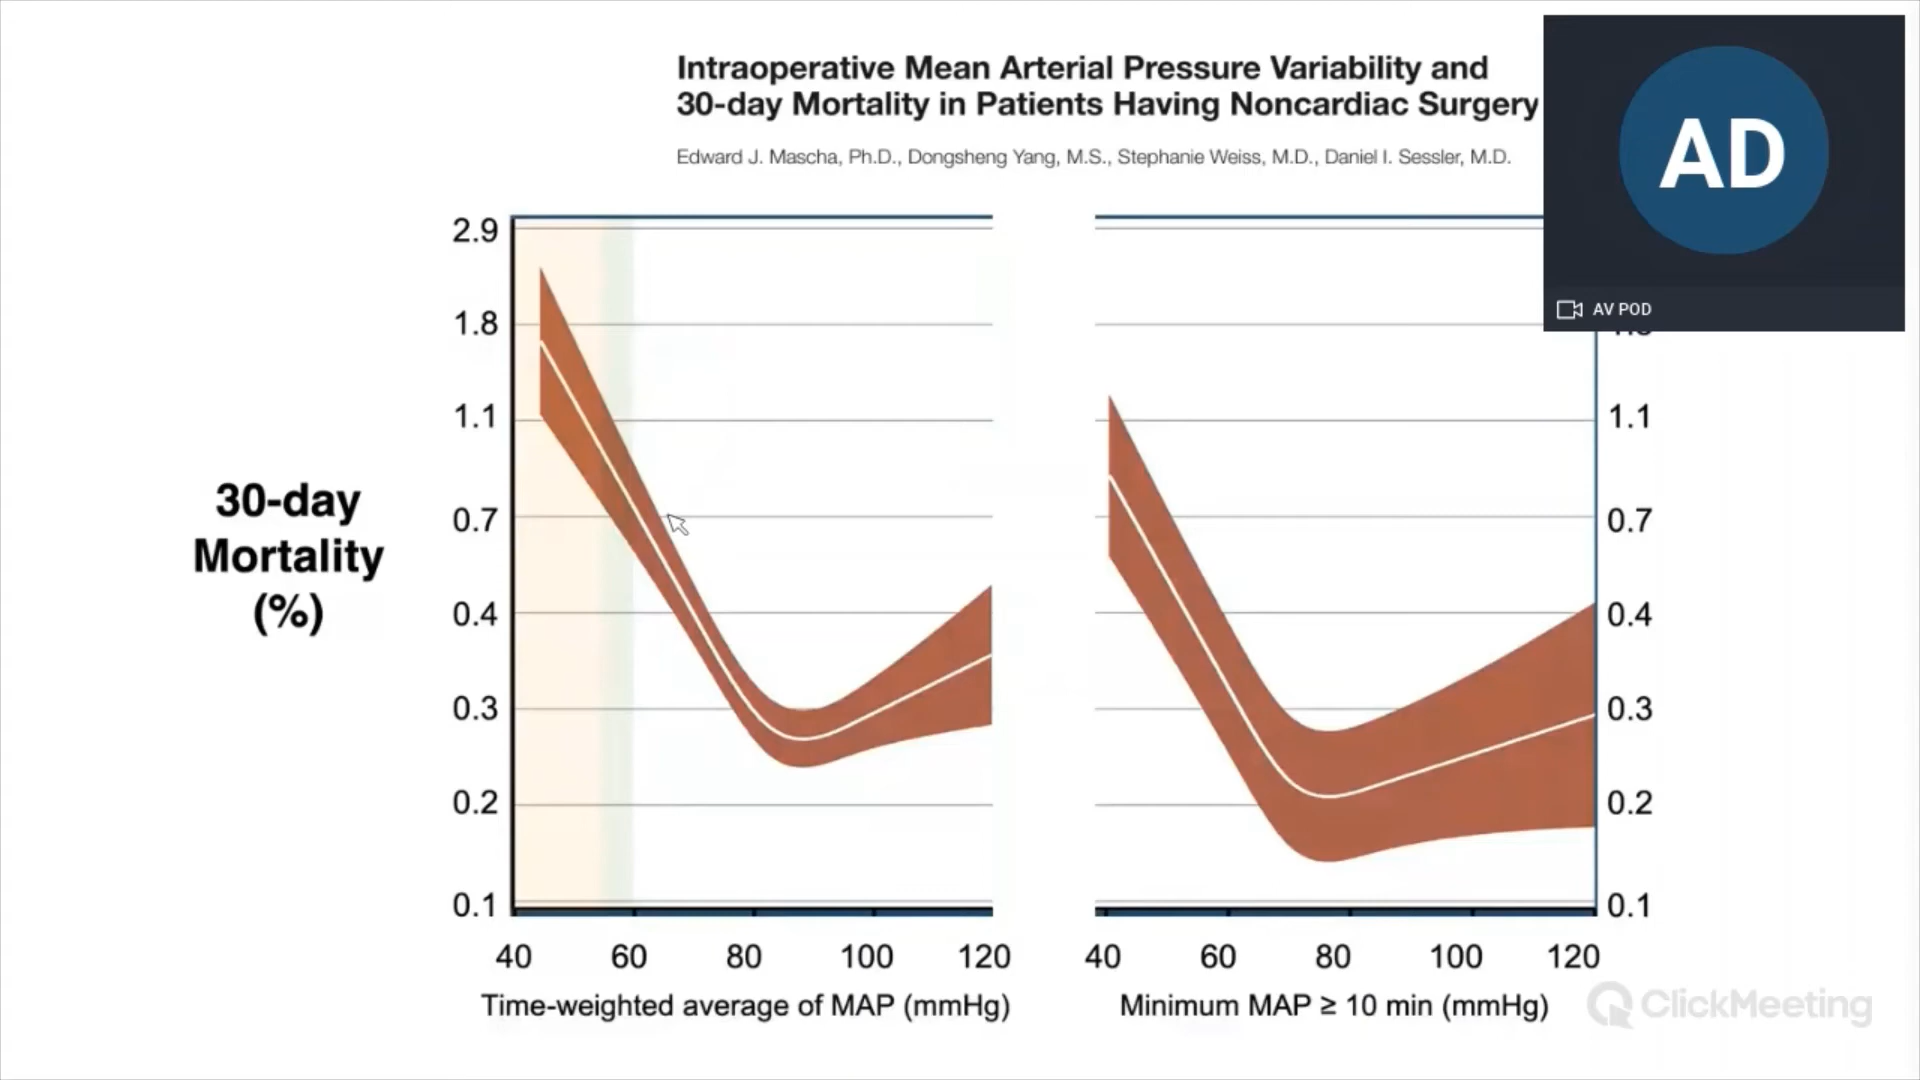 Intraoperative Mean Arterial Pressure Variability and
30-day Mortality in Patients Having Noncardiac Surgery
Edward J. Mascha, Ph.D., Dongsheng Yang, M.S., Stephanie Weiss, M.D., Daniel I. Sessler, M.D.
AD
AV POD
30-day
Mortality
(%)
2.9
1.8
1.1
0.7
0.4
0.3
0.2
0.1
40 60 80 100 120
Time-weighted average of MAP (mmHg)
1.1
0.7
0.4
0.3
0.2
0.1
40 60 80 100 120
Minimum MAP ≥ 10 min (mmHg)
ClickMeeting